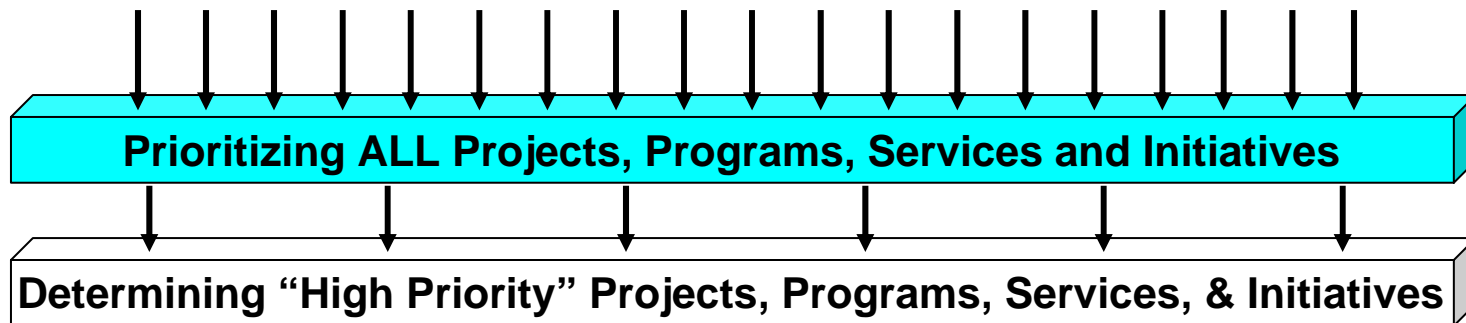 Prioritizing ALL Projects, Programs, Services and Initiatives
Determining “High Priority” Projects, Programs, Services, & Initiatives